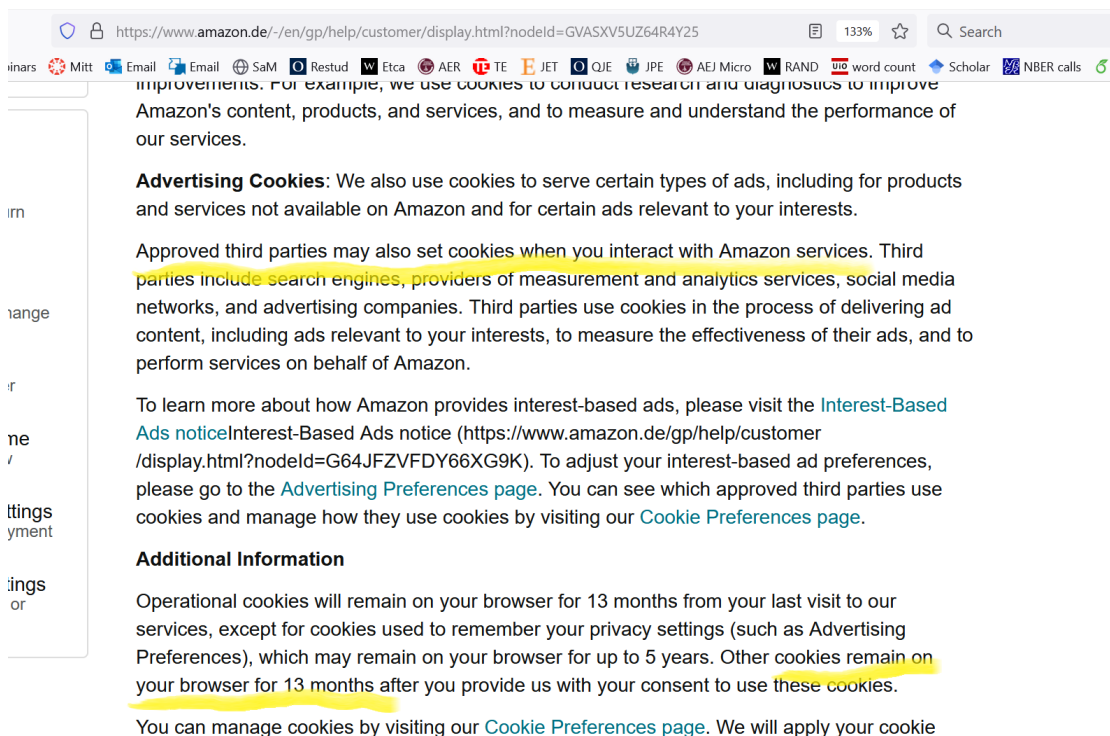 https://www.amazon.de/-/en/gp/help/customer/display.html?nodeId=GVASXV5UZ64R4Y25 133% Search
Mitt Email Email SaM Restud Etca AER TE JET QJE JPE AEJ Micro RAND word count Scholar NBER calls
improvements. For example, we use cookies to conduct research and diagnostics to improve
Amazon's content, products, and services, and to measure and understand the performance of
our services.
Advertising Cookies: We also use cookies to serve certain types of ads, including for products
and services not available on Amazon and for certain ads relevant to your interests.
Approved third parties may also set cookies when you interact with Amazon services. Third
parties include search engines, providers of measurement and analytics services, social media
networks, and advertising companies. Third parties use cookies in the process of delivering ad
content, including ads relevant to your interests, to measure the effectiveness of their ads, and to
perform services on behalf of Amazon.
To learn more about how Amazon provides interest-based ads, please visit the Interest-Based
Ads noticeInterest-Based Ads notice (https://www.amazon.de/gp/help/customer
/display.html?nodeId=G64JFZVFDY66XG9K). To adjust your interest-based ad preferences,
please go to the Advertising Preferences page. You can see which approved third parties use
cookies and manage how they use cookies by visiting our Cookie Preferences page.
Additional Information
Operational cookies will remain on your browser for 13 months from your last visit to our
services, except for cookies used to remember your privacy settings (such as Advertising
Preferences), which may remain on your browser for up to 5 years. Other cookies remain on
your browser for 13 months after you provide us with your consent to use these cookies.
You can manage cookies by visiting our Cookie Preferences page. We will apply your cookie